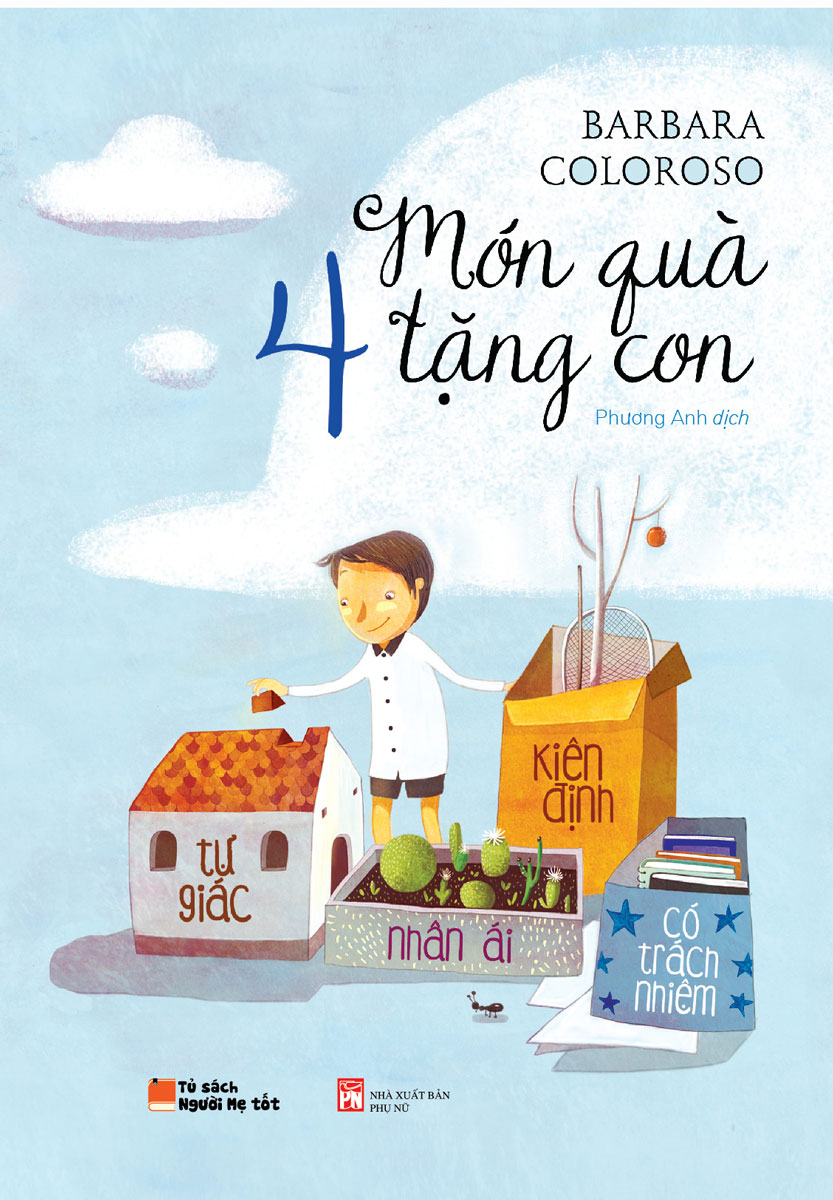 BARBARA
COLOROSO
4 Món quà
tặng con
Phương Anh dịch
Kiên
định
tự
giác
nhân ái
có
trách
nhiệm
Tủ sách
Người Mẹ tốt
PN
NHÀ XUẤT BẢN
PHỤ NỮ